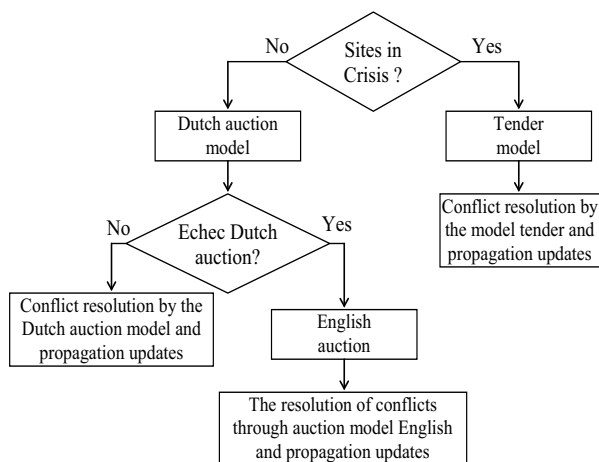 No
Sites in
Crisis ?
Yes
Dutch auction
model
Tender
model
No
Echec Dutch
auction?
Yes
Conflict resolution by
the model tender and
propagation updates
Conflict resolution by the
Dutch auction model and
propagation updates
English
auction
The resolution of conflicts
through auction model English
and propagation updates